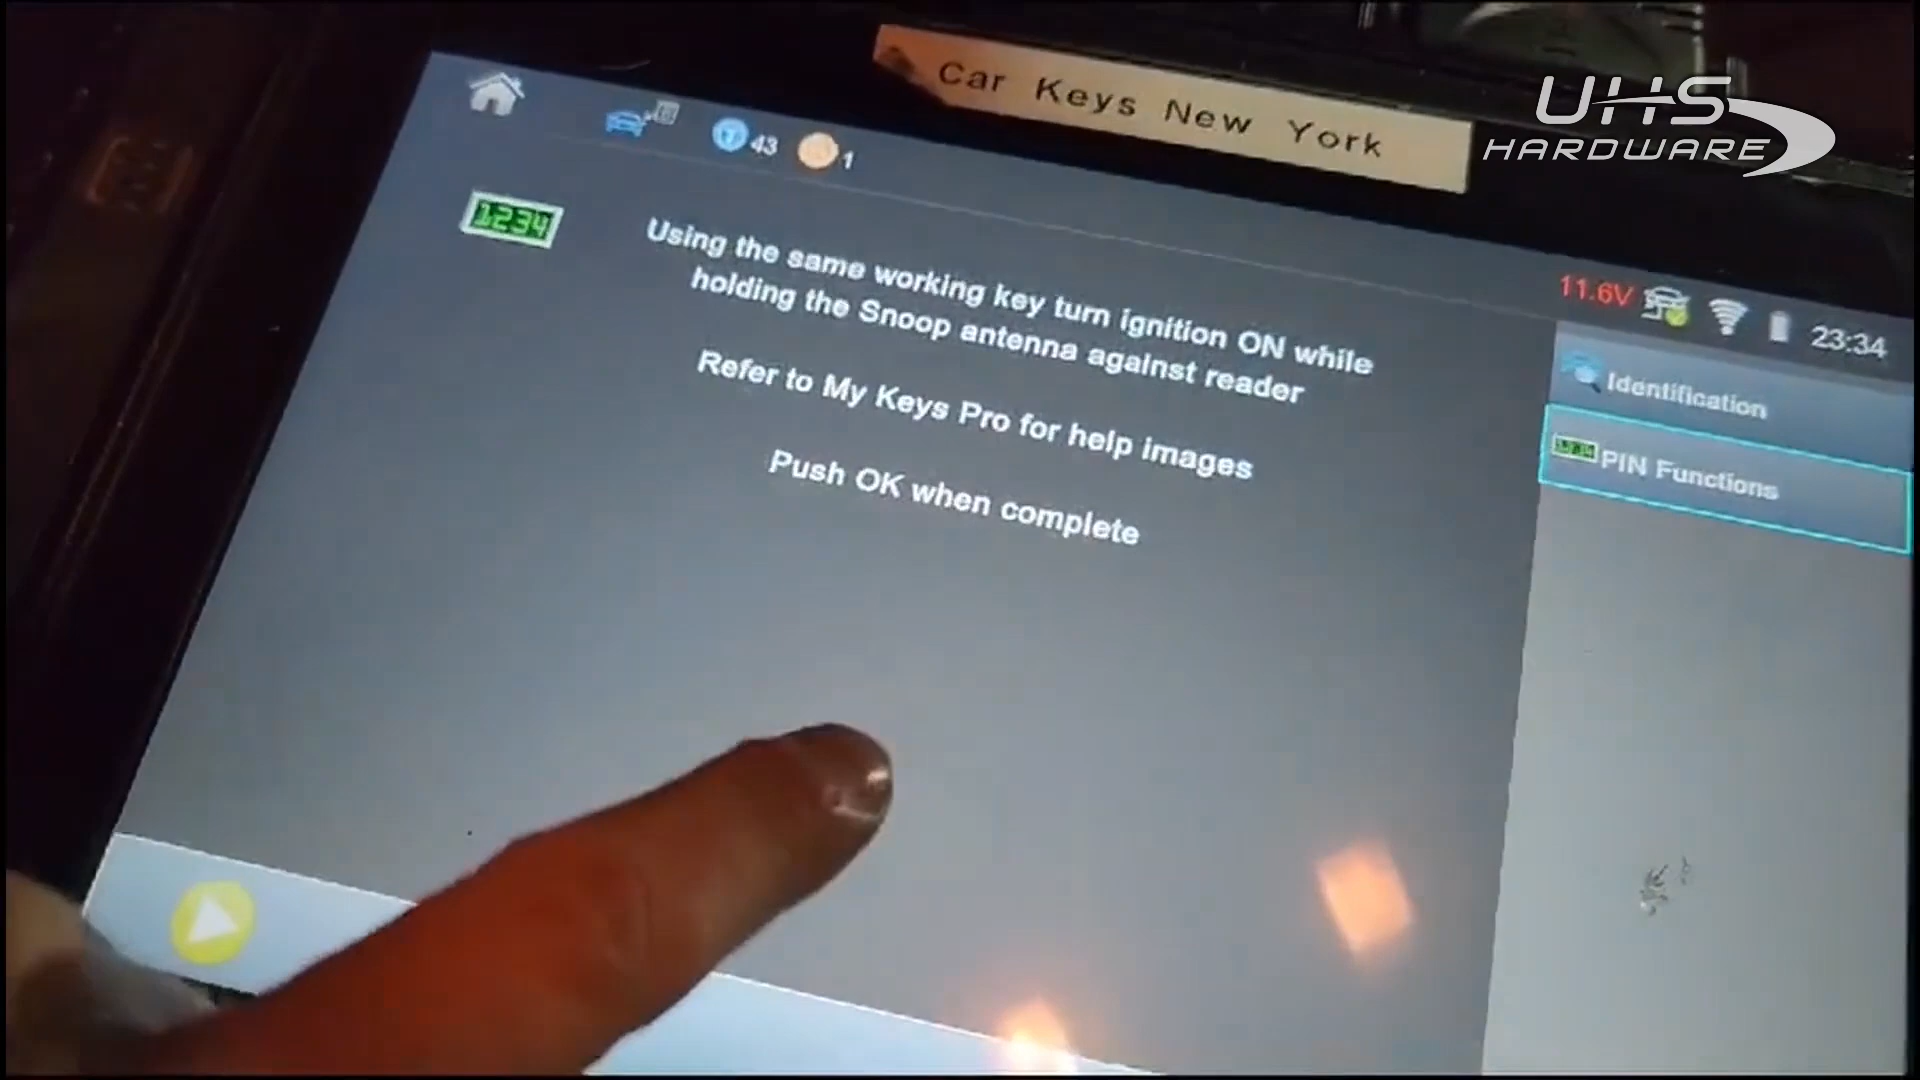 Car Keys New York
UHS
HARDWARE
43
1
1234
11.6V
23:34
Using the same working key turn ignition ON while
holding the Snoop antenna against reader
Refer to My Keys Pro for help images
Push OK when complete
Identification
PIN Functions